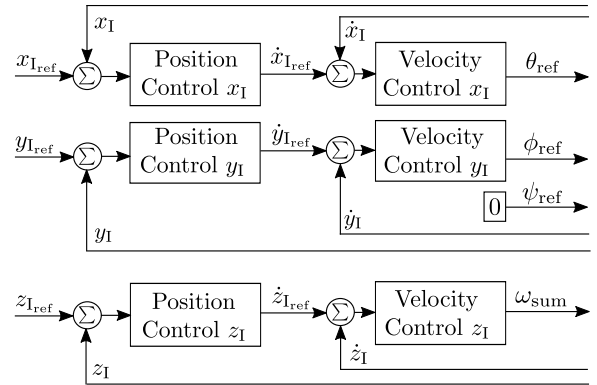 x_I ẋ_I
x_I_ref Σ Position Control x_I ẋ_I_ref Σ Velocity Control x_I θ_ref
y_I_ref Σ Position Control y_I ẏ_I_ref Σ Velocity Control y_I ϕ_ref
0 ψ_ref
y_I ẏ_I
z_I_ref Σ Position Control z_I ż_I_ref Σ Velocity Control z_I ω_sum
z_I ż_I